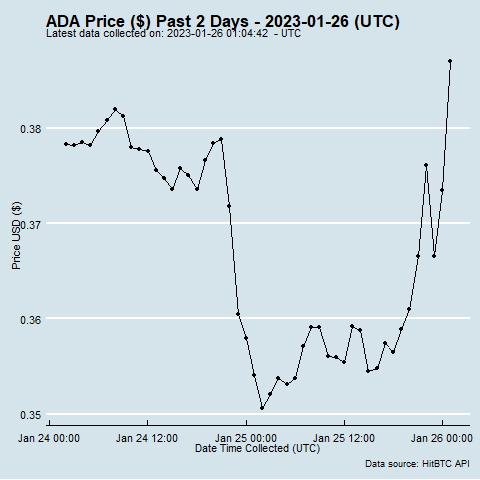 ADA Price ($) Past 2 Days - 2023-01-26 (UTC)
Latest data collected on: 2023-01-26 01:04:42 - UTC
0.38
0.37
Price USD ($)
0.36
0.35
Jan 24 00:00 Jan 24 12:00 Jan 25 00:00 Jan 25 12:00 Jan 26 00:00
Date Time Collected (UTC)
Data source: HitBTC API